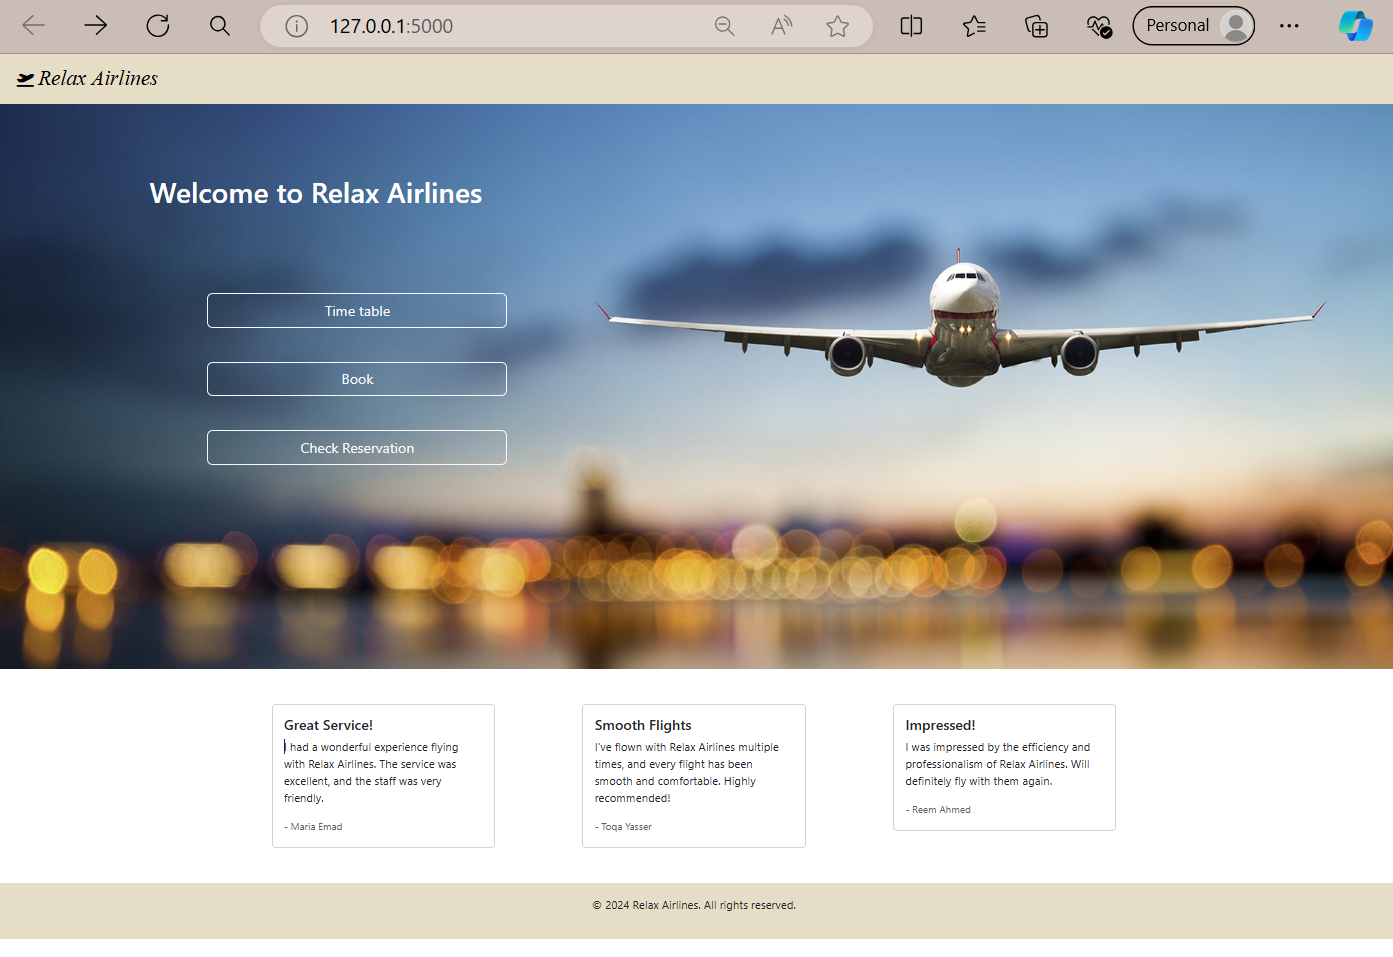 127.0.0.1:5000
Personal
Relax Airlines
Welcome to Relax Airlines
Time table
Book
Check Reservation
Great Service!
I had a wonderful experience flying
with Relax Airlines. The service was
excellent, and the staff was very
friendly.
- Maria Emad
Smooth Flights
I've flown with Relax Airlines multiple
times, and every flight has been
smooth and comfortable. Highly
recommended!
- Toqa Yasser
Impressed!
I was impressed by the efficiency and
professionalism of Relax Airlines. Will
definitely fly with them again.
- Reem Ahmed
© 2024 Relax Airlines. All rights reserved.